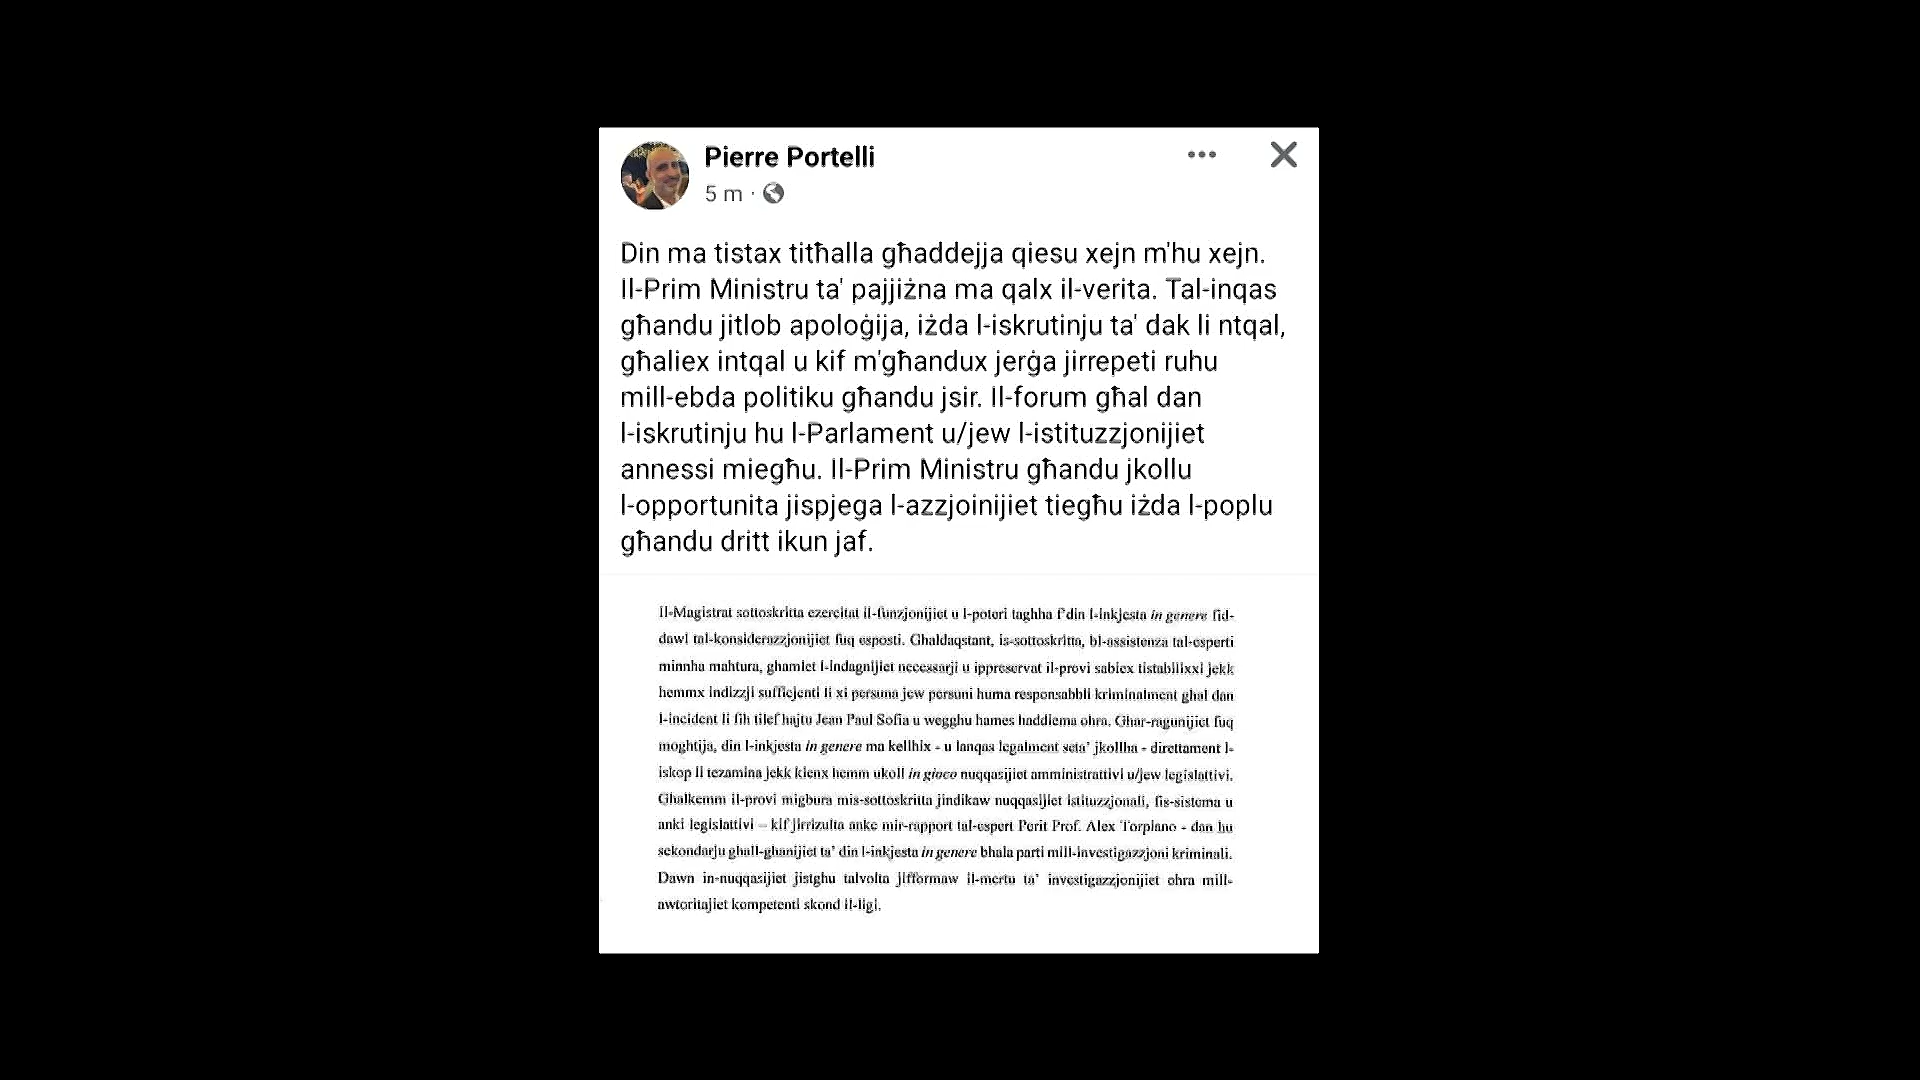 Pierre Portelli
5 m ·
Din ma tistax titħalla għaddejja qiesu xejn m'hu xejn.
Il-Prim Ministru ta' pajjiżna ma qalx il-verita. Tal-inqas
għandu jitlob apoloġija, iżda l-iskrutinju ta' dak li ntqal,
għaliex intqal u kif m'għandux jerġa jirrepeti ruhu
mill-ebda politiku għandu jsir. Il-forum għal dan
l-iskrutinju hu l-Parlament u/jew l-istituzzjonijiet
annessi miegħu. Il-Prim Ministru għandu jkollu
l-opportunita jispjega l-azzjoinijiet tiegħu iżda l-poplu
għandu dritt ikun jaf.
Il-Magistrat sottoskritta ezercitat il-funzjonijiet u l-poteri taghha f'din l-inkjesta in genere fid-
dawl tal-konsiderazzjonijiet fuq esposti. Ghaldaqstant, is-sottoskritta, bl-assistenza tal-esperti
minnha mahtura, ghamlet l-indagnijiet necessarji u ippreservat il-provi sabiex tistabilixxi jekk
hemmx indizzji sufficjenti li xi persuna jew persuni huma responsabbli kriminalment ghal dan
l-incident li fih tilef hajtu Jean Paul Sofia u wegghu hames haddiema ohra. Ghar-ragunijiet fuq
moghtija, din l-inkjesta in genere ma kellhix - u lanqas legalment seta' jkollha - direttament l-
iskop li tezamina jekk kienx hemm ukoll in gioco nuqqasijiet amministrattivi u/jew legislattivi.
Ghalkemm il-provi migbura mis-sottoskritta jindikaw nuqqasijiet istituzzjonali, fis-sistema u
anki legislattivi – kif jirrizulta anke mir-rapport tal-espert Perit Prof. Alex Torpiano - dan hu
sekondarju ghall-ghanijiet ta' din l-inkjesta in genere bhala parti mill-investigazzjoni kriminali.
Dawn in-nuqqasijiet jistghu talvolta jifformaw il-mertu ta' investigazzjonijiet ohra mill-
awtoritajiet kompetenti skond il-ligi.